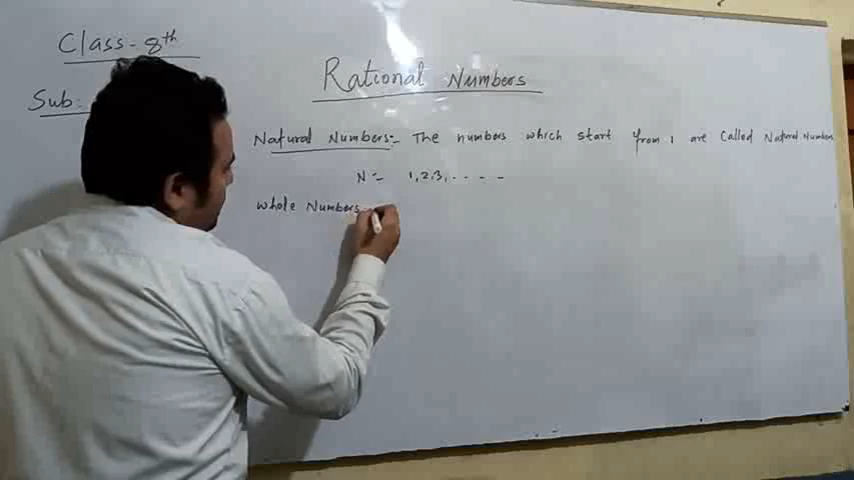 Class - 8th
Rational Numbers
Sub:
Natural Numbers:- The numbers which start from 1 are Called Natural Numbers
N = 1, 2, 3, - - - -
Whole Numbers